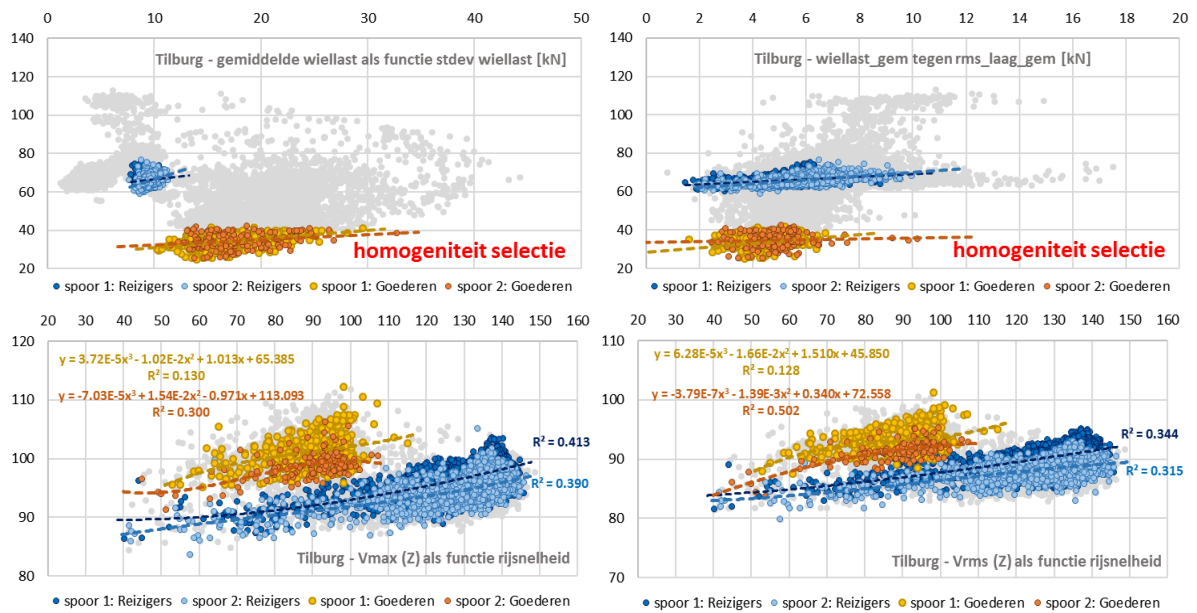 0 10 20 30 40 50
140
120
100
80
60
40
20
Tilburg - gemiddelde wiellast als functie stdev wiellast [kN]
homogeniteit selectie
spoor 1: Reizigers spoor 2: Reizigers spoor 1: Goederen spoor 2: Goederen
0 2 4 6 8 10 12 14 16 18 20
140
120
100
80
60
40
20
Tilburg - wiellast_gem tegen rms_laag_gem [kN]
homogeniteit selectie
spoor 1: Reizigers spoor 2: Reizigers spoor 1: Goederen spoor 2: Goederen
20 30 40 50 60 70 80 90 100 110 120 130 140 150 160
120
110
100
90
80
y = 3.72E-5x³ - 1.02E-2x² + 1.013x + 65.385
R² = 0.130
y = -7.03E-5x³ + 1.54E-2x² - 0.971x + 113.093
R² = 0.300
R² = 0.413
R² = 0.390
Tilburg - Vmax (Z) als functie rijsnelheid
spoor 1: Reizigers spoor 2: Reizigers spoor 1: Goederen spoor 2: Goederen
20 30 40 50 60 70 80 90 100 110 120 130 140 150 160
110
100
90
80
70
y = 6.28E-5x³ - 1.66E-2x² + 1.510x + 45.850
R² = 0.128
y = -3.79E-7x³ - 1.39E-3x² + 0.340x + 72.558
R² = 0.502
R² = 0.344
R² = 0.315
Tilburg - Vrms (Z) als functie rijsnelheid
spoor 1: Reizigers spoor 2: Reizigers spoor 1: Goederen spoor 2: Goederen